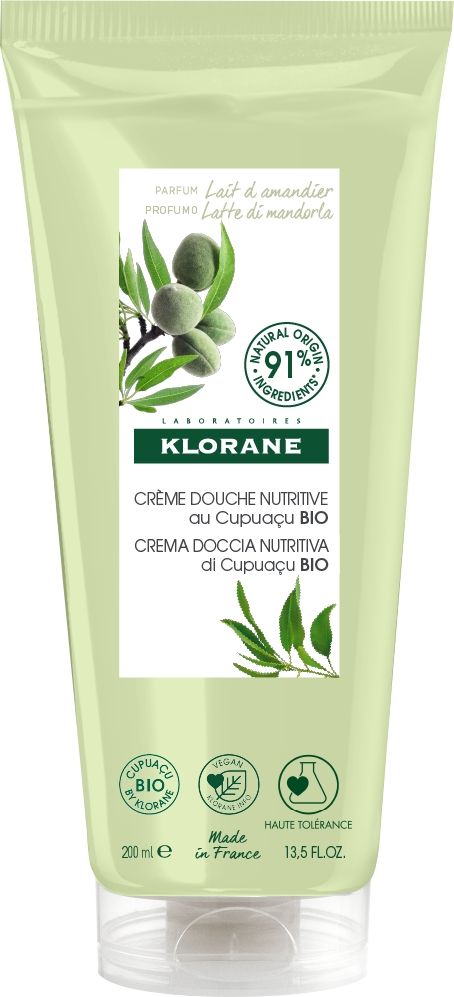 PARFUM Lait d amandier
PROFUMO Latte di mandorla
NATURAL ORIGIN
91%
INGREDIENTS*
LABORATOIRES
KLORANE
CRÈME DOUCHE NUTRITIVE
au Cupuaçu BIO
CREMA DOCCIA NUTRITIVA
di Cupuaçu BIO
CUPUAÇU
BIO
BY KLORANE
VEGAN
KLORANE INFO
HAUTE TOLÉRANCE
200 ml ℮
Made
in France
13,5 FL.OZ.